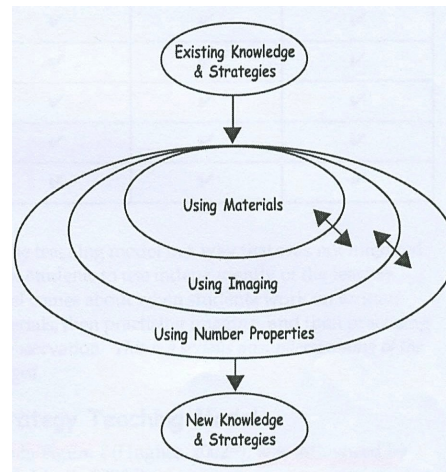 Existing Knowledge
& Strategies
Using Materials
Using Imaging
Using Number Properties
New Knowledge
& Strategies